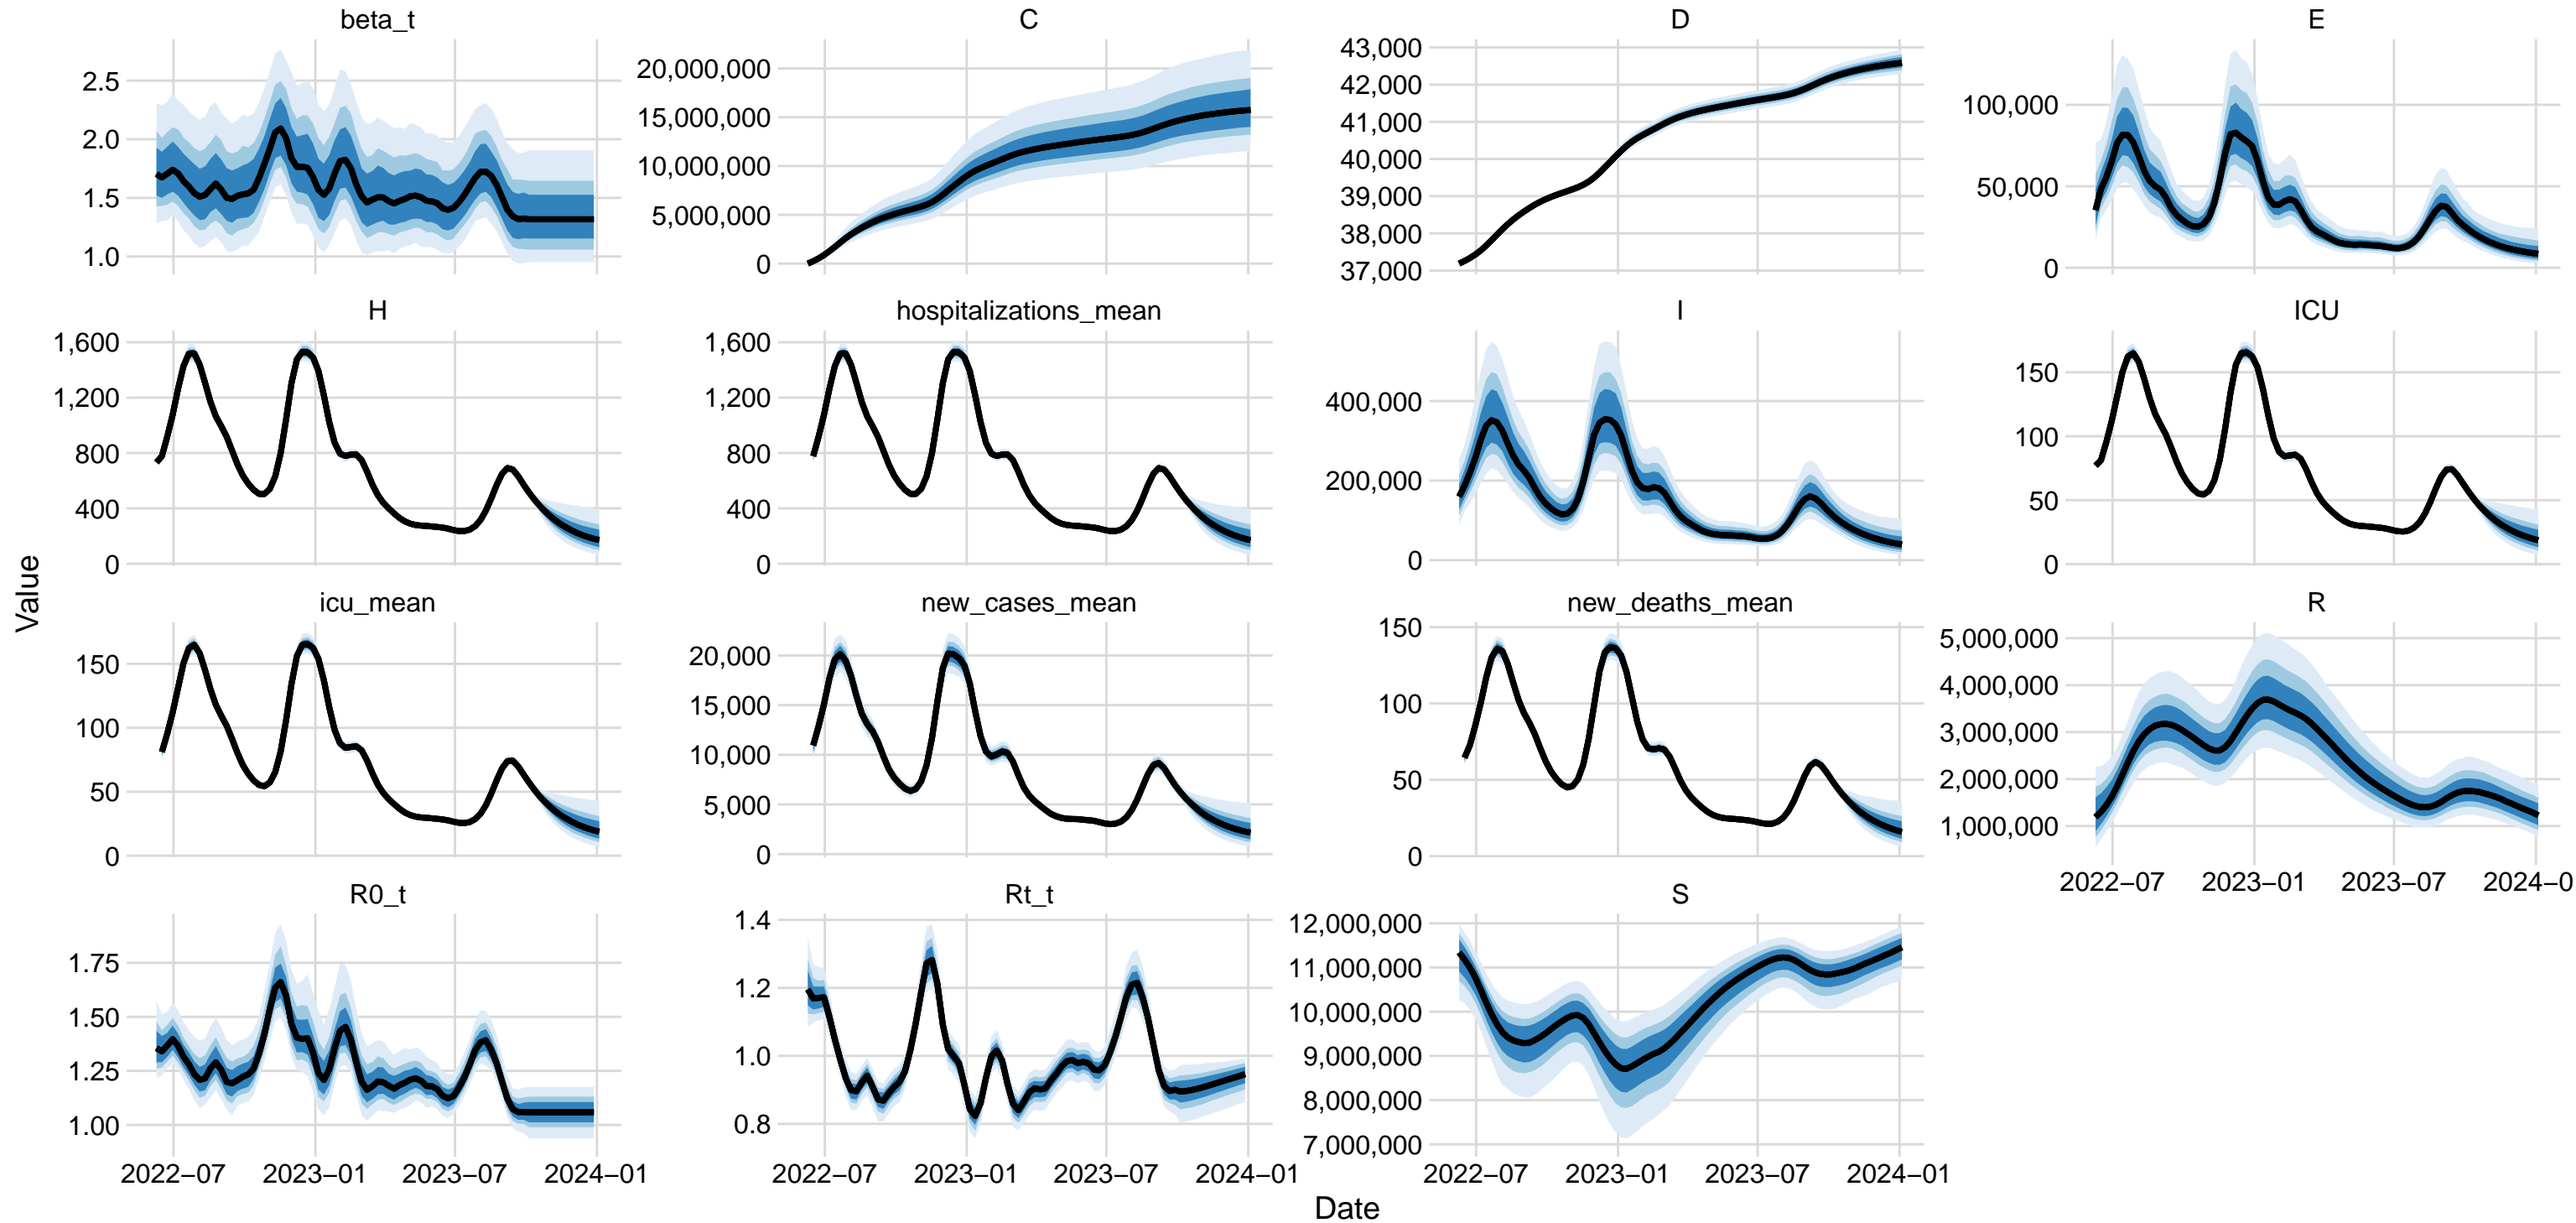 beta_t C D E
2.5 2.0 1.5 1.0
20,000,000 15,000,000 10,000,000 5,000,000 0
43,000 42,000 41,000 40,000 39,000 38,000 37,000
100,000 50,000 0
H hospitalizations_mean I ICU
1,600 1,200 800 400 0
1,600 1,200 800 400 0
400,000 200,000 0
150 100 50 0
icu_mean new_cases_mean new_deaths_mean R
150 100 50 0
20,000 15,000 10,000 5,000 0
150 100 50 0
5,000,000 4,000,000 3,000,000 2,000,000 1,000,000
2022−07 2023−01 2023−07 2024−0
R0_t Rt_t S
1.75 1.50 1.25 1.00
1.4 1.2 1.0 0.8
12,000,000 11,000,000 10,000,000 9,000,000 8,000,000 7,000,000
2022−07 2023−01 2023−07 2024−01
2022−07 2023−01 2023−07 2024−01
2022−07 2023−01 2023−07 2024−01
Value
Date